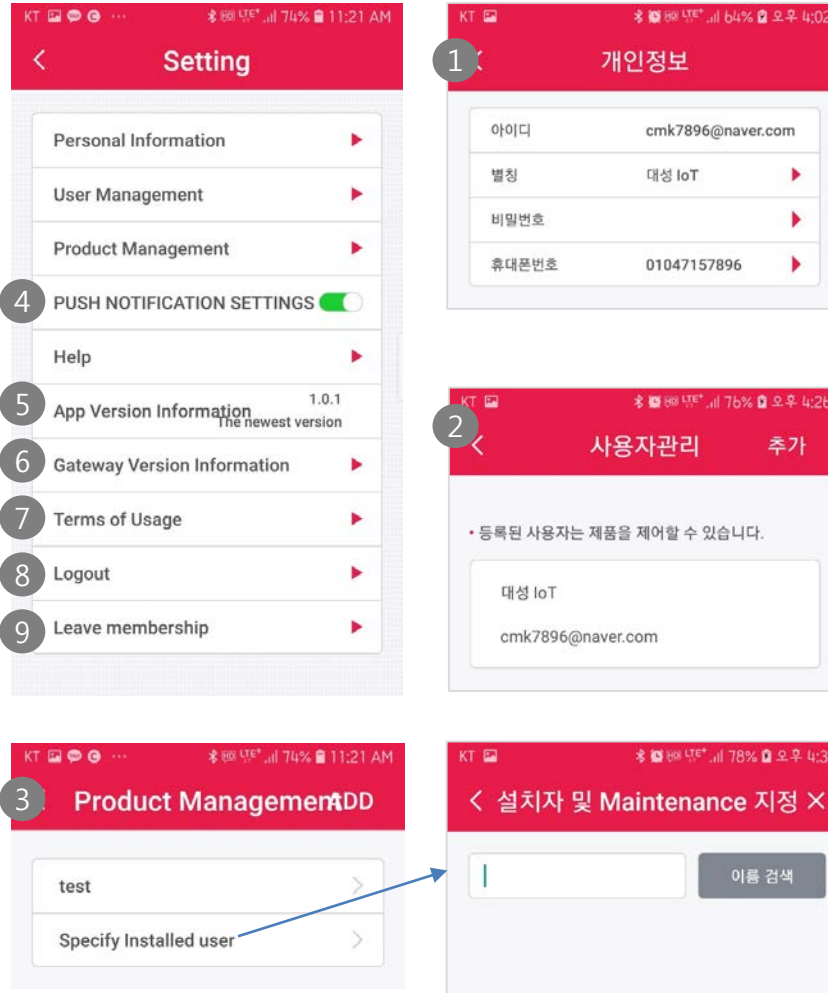 KT ... LTE+ 74% 11:21 AM
Setting
Personal Information
User Management
Product Management
4 PUSH NOTIFICATION SETTINGS
Help
5 App Version Information 1.0.1
The newest version
6 Gateway Version Information
7 Terms of Usage
8 Logout
9 Leave membership
KT LTE+ 64% 오후 4:02
1 개인정보
아이디 cmk7896@naver.com
별칭 대성 IoT
비밀번호
휴대폰번호 01047157896
KT LTE+ 76% 오후 4:26
2 사용자관리 추가
• 등록된 사용자는 제품을 제어할 수 있습니다.
대성 IoT
cmk7896@naver.com
KT ... LTE+ 74% 11:21 AM
3 Product Management ADD
test
Specify Installed user
KT LTE+ 78% 오후 4:3
설치자 및 Maintenance 지정 ×
이름 검색